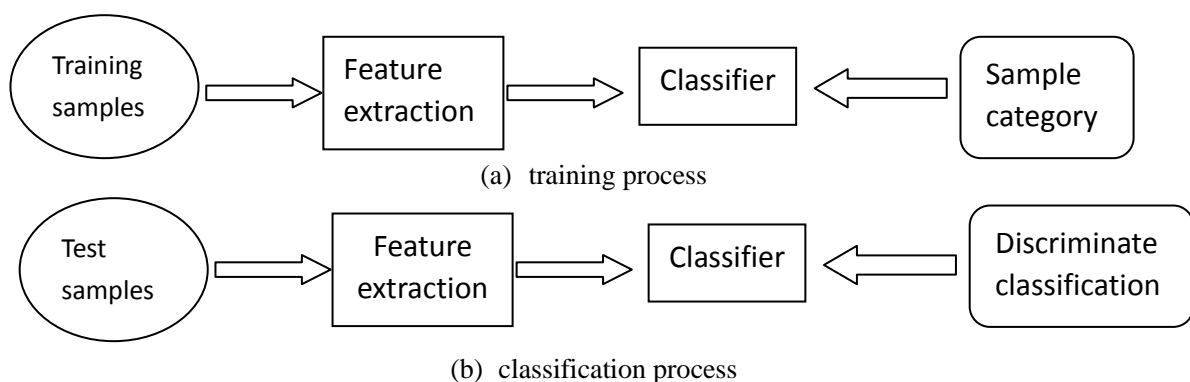 Training
samples
Feature
extraction
Classifier
Sample
category
(a) training process
Test
samples
Feature
extraction
Classifier
Discriminate
classification
(b) classification process